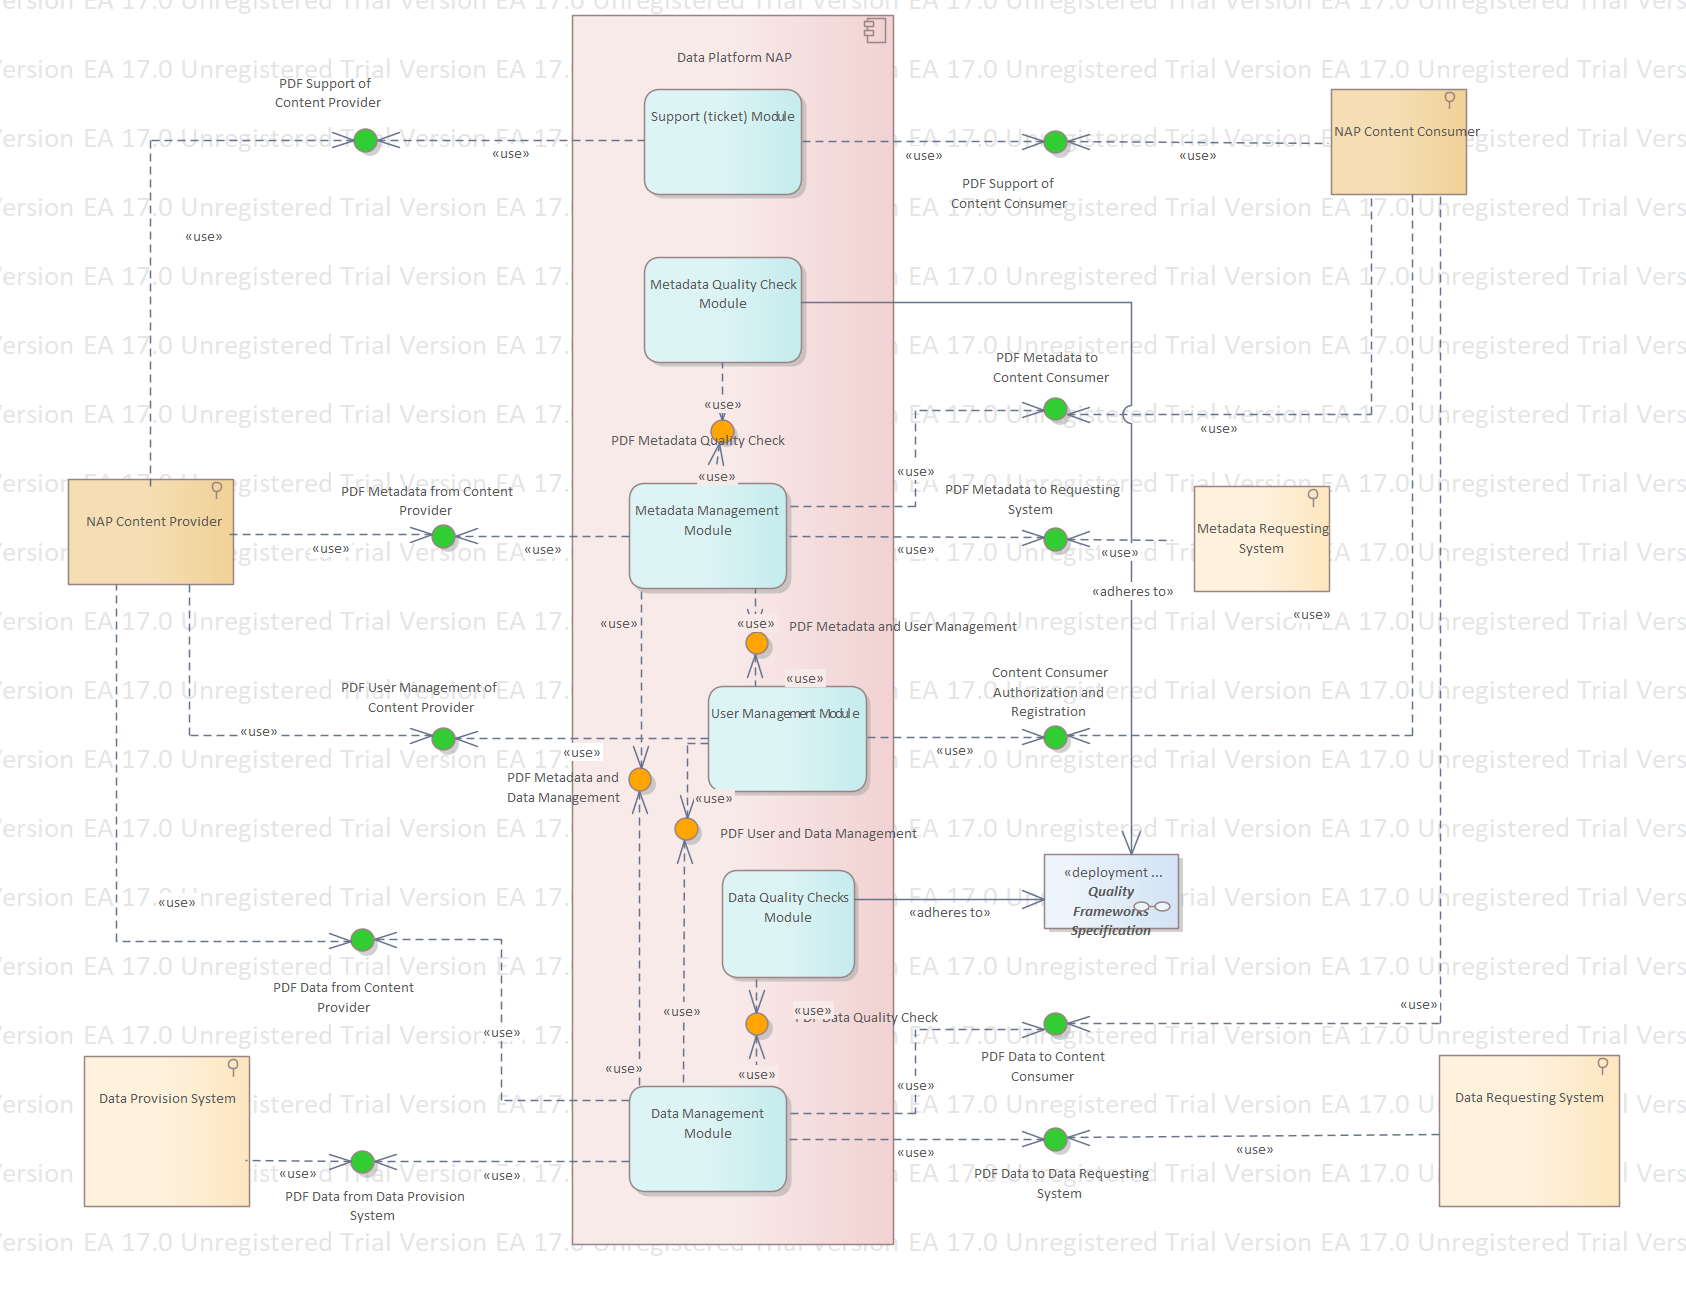 Data Platform NAP
PDF Support of
Content Provider
Support (ticket) Module
NAP Content Consumer
«use»
«use»
«use»
PDF Support of
Content Consumer
«use»
Metadata Quality Check
Module
PDF Metadata to
Content Consumer
«use»
«use»
PDF Metadata Quality Check
«use»
«use»
PDF Metadata from Content
Provider
PDF Metadata to Requesting
System
Metadata Management
Module
NAP Content Provider
Metadata Requesting
System
«use»
«use»
«use»
«use»
«adheres to»
«use»
«use»
«use»
PDF Metadata and User Management
«use»
Content Consumer
Authorization and
Registration
PDF User Management of
Content Provider
User Management Module
«use»
«use»
«use»
PDF Metadata and
Data Management
«use»
PDF User and Data Management
«deployment ...
Quality
Frameworks
Specification
Data Quality Checks
Module
«use»
«adheres to»
PDF Data from Content
Provider
«use»
«use»
PDF Data Quality Check
«use»
«use»
PDF Data to Content
Consumer
«use»
«use»
«use»
Data Provision System
Data Management
Module
Data Requesting System
«use»
«use»
«use»
«use»
PDF Data from Data Provision
System
PDF Data to Data Requesting
System
EA 17.0 Unregistered Trial Version